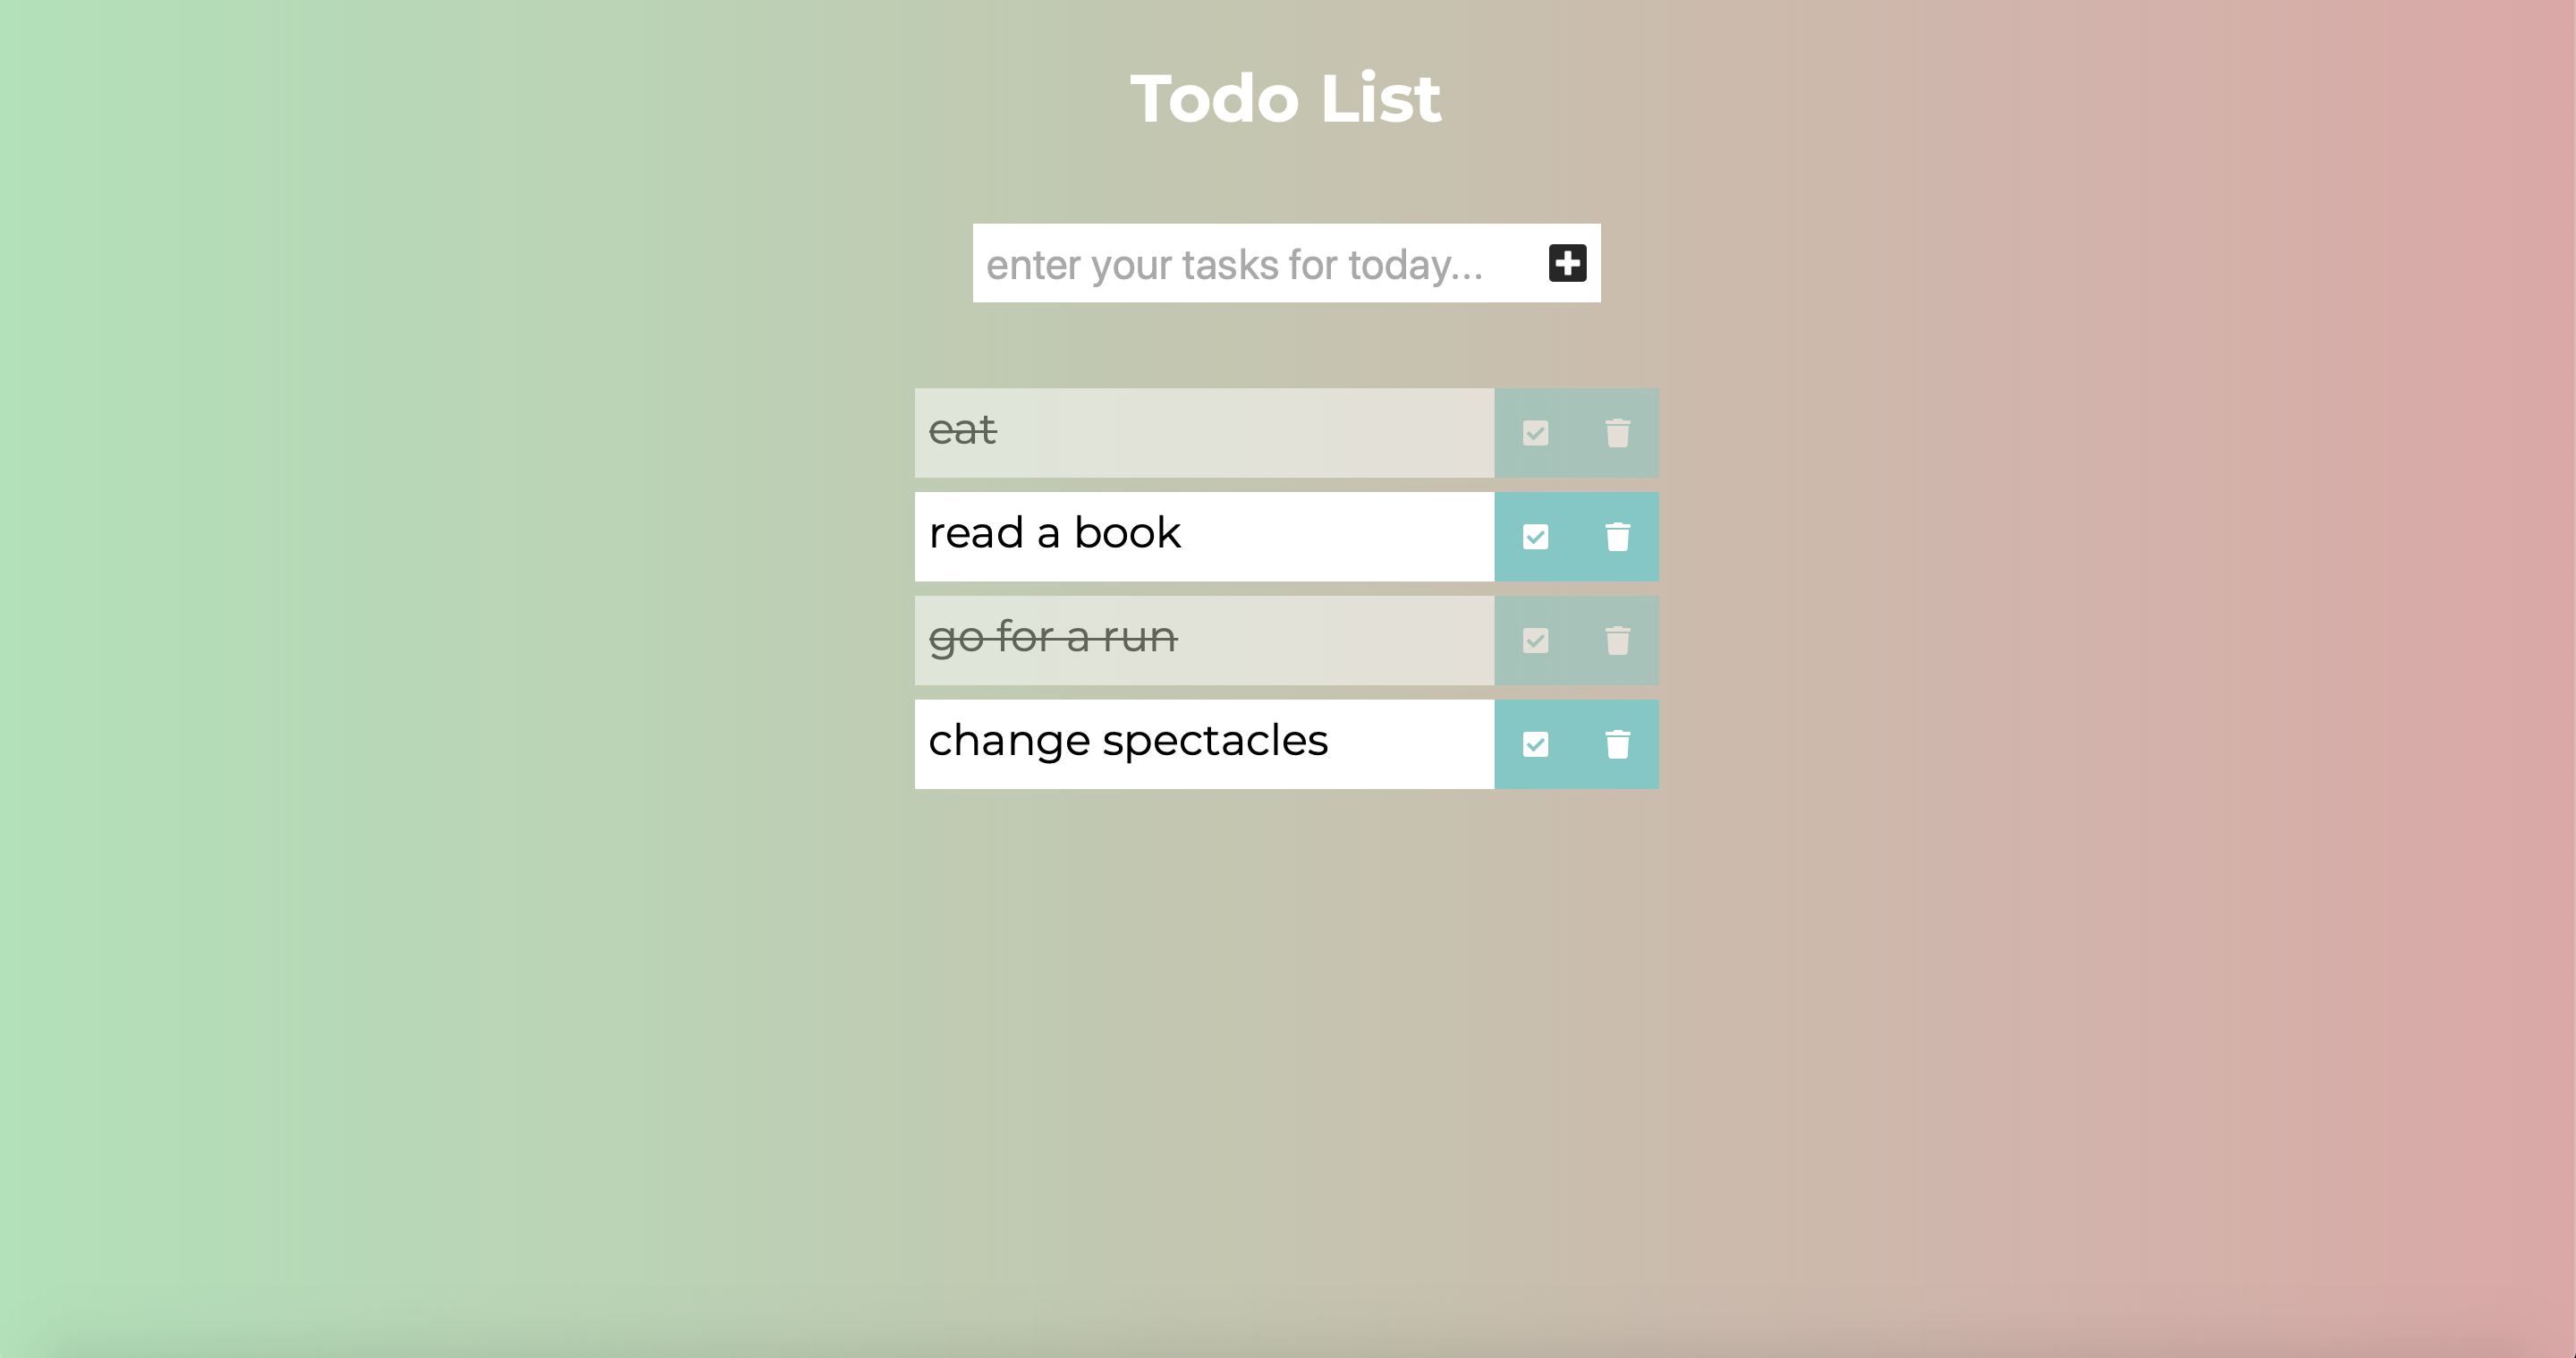 Todo List
enter your tasks for today...
eat
read a book
go for a run
change spectacles